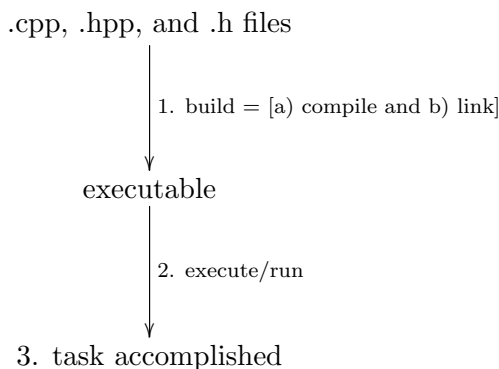 .cpp, .hpp, and .h files
1. build = [a) compile and b) link]
executable
2. execute/run
3. task accomplished